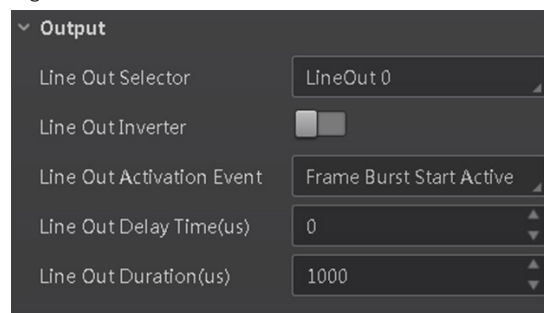 Output
Line Out Selector LineOut 0
Line Out Inverter
Line Out Activation Event Frame Burst Start Active
Line Out Delay Time(us) 0
Line Out Duration(us) 1000